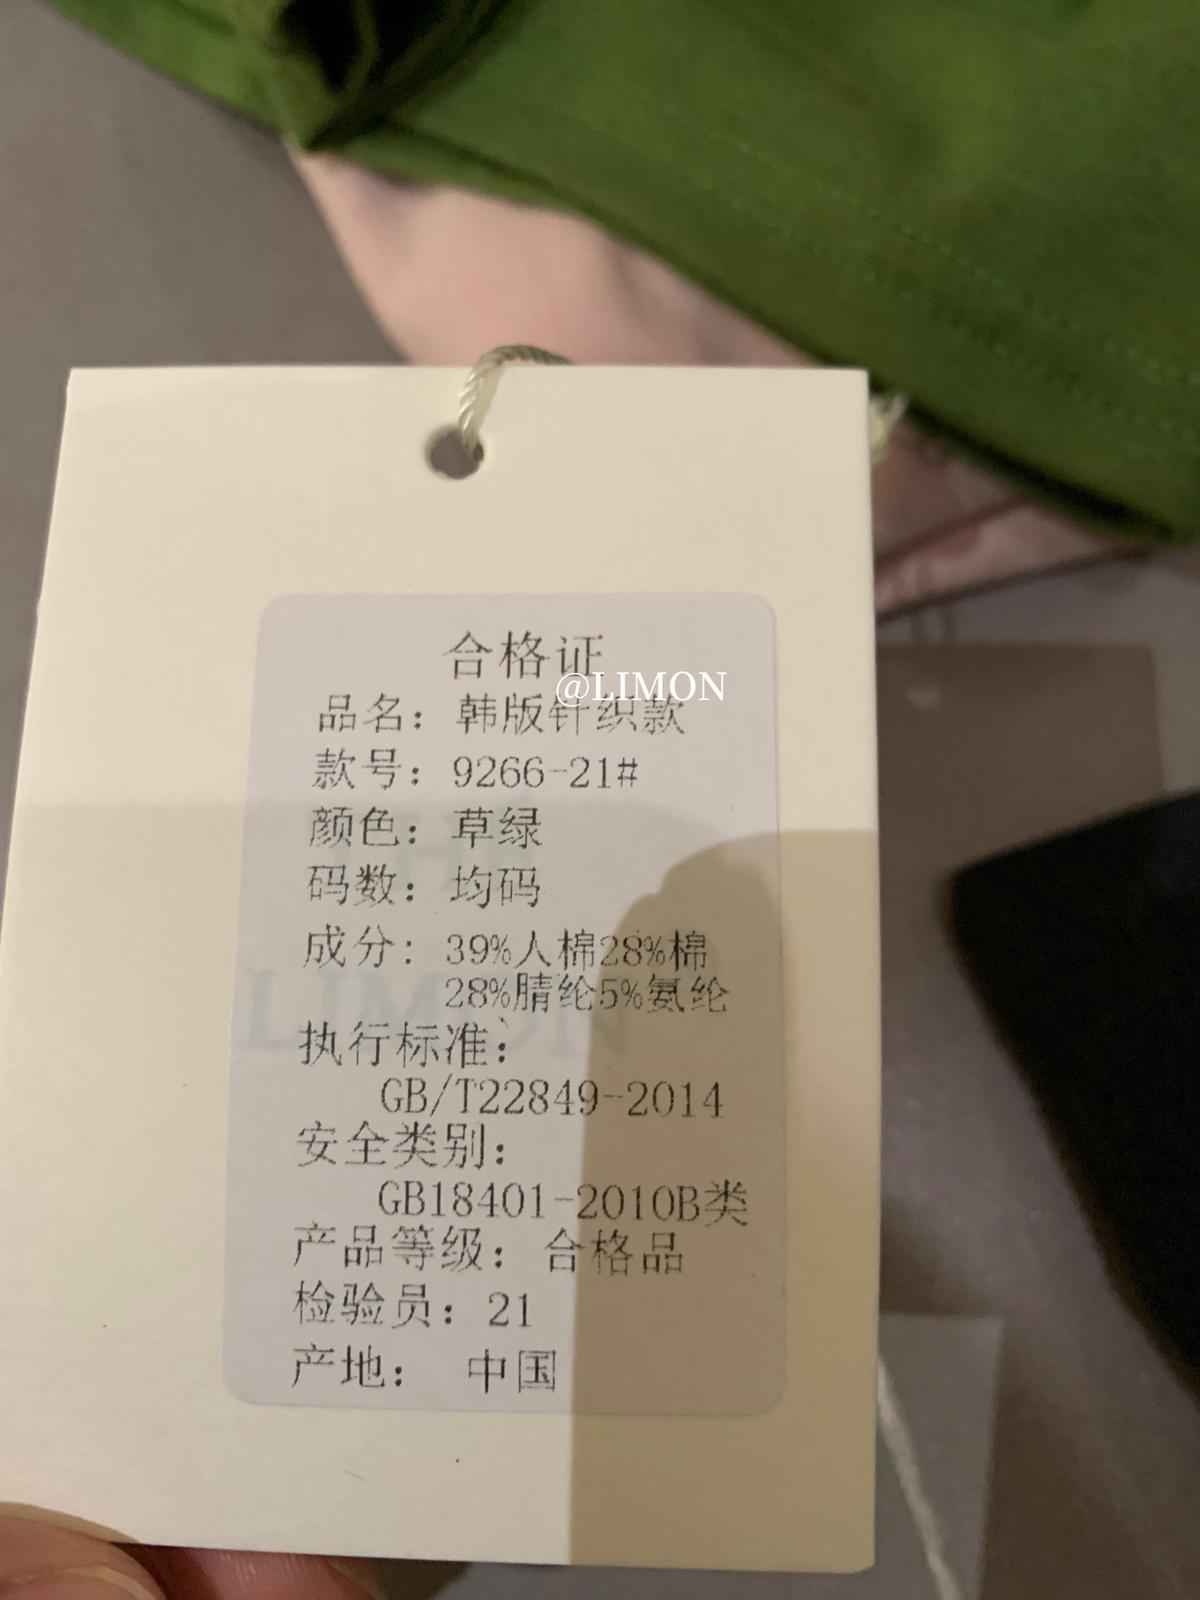 合格证
@LIMON
品名：韩版针织款
款号：9266-21#
颜色：草绿
码数：均码
成分：39%人棉28%棉
28%腈纶5%氨纶
LIMON
执行标准：
GB/T22849-2014
安全类别：
GB18401-2010B类
产品等级：合格品
检验员：21
产地：中国